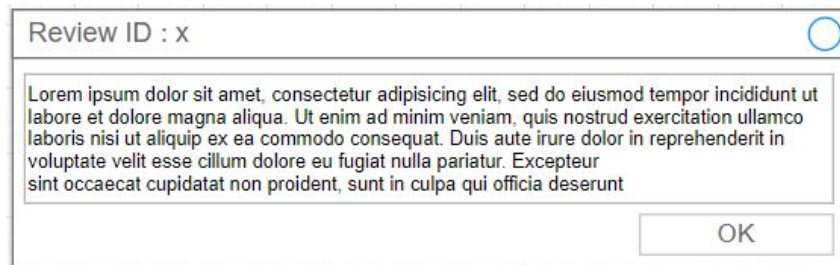 Review ID : x
Lorem ipsum dolor sit amet, consectetur adipisicing elit, sed do eiusmod tempor incididunt ut
labore et dolore magna aliqua. Ut enim ad minim veniam, quis nostrud exercitation ullamco
laboris nisi ut aliquip ex ea commodo consequat. Duis aute irure dolor in reprehenderit in
voluptate velit esse cillum dolore eu fugiat nulla pariatur. Excepteur
sint occaecat cupidatat non proident, sunt in culpa qui officia deserunt
OK